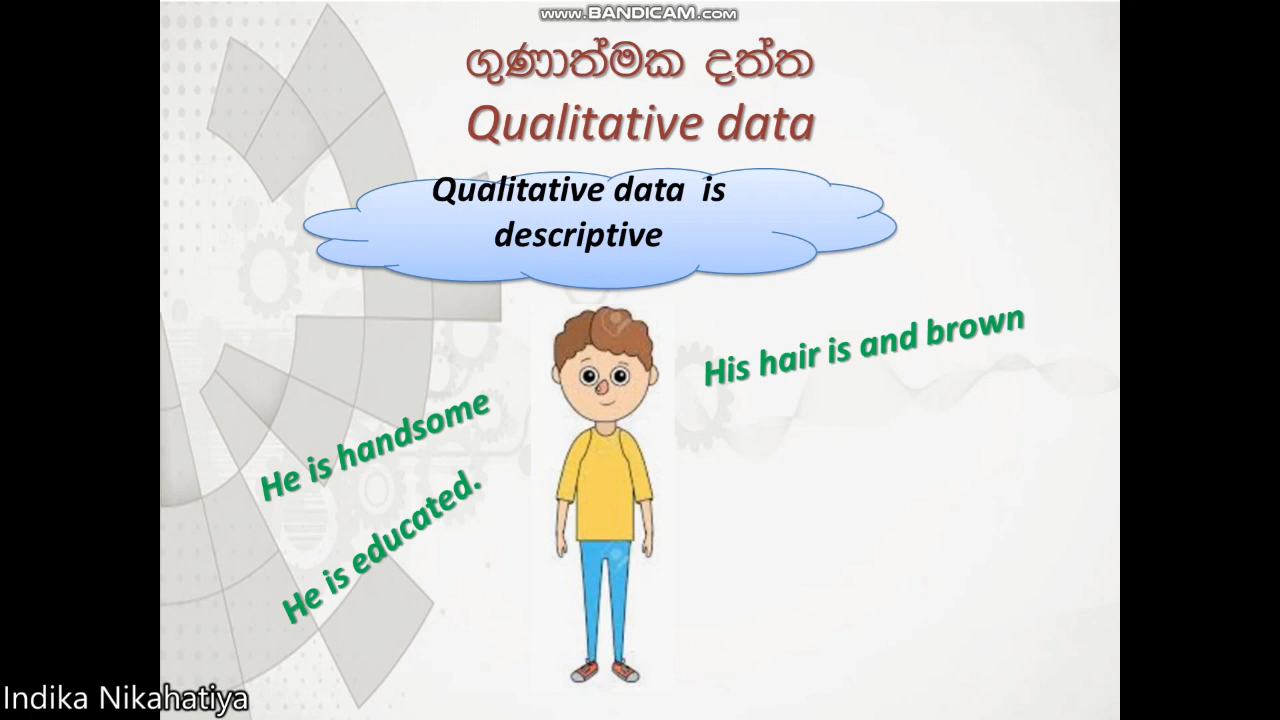 www.BANDICAM.com
ගුණාත්මක දත්ත
Qualitative data
Qualitative data is
descriptive
His hair is and brown
He is handsome
He is educated.
Indika Nikahatiya